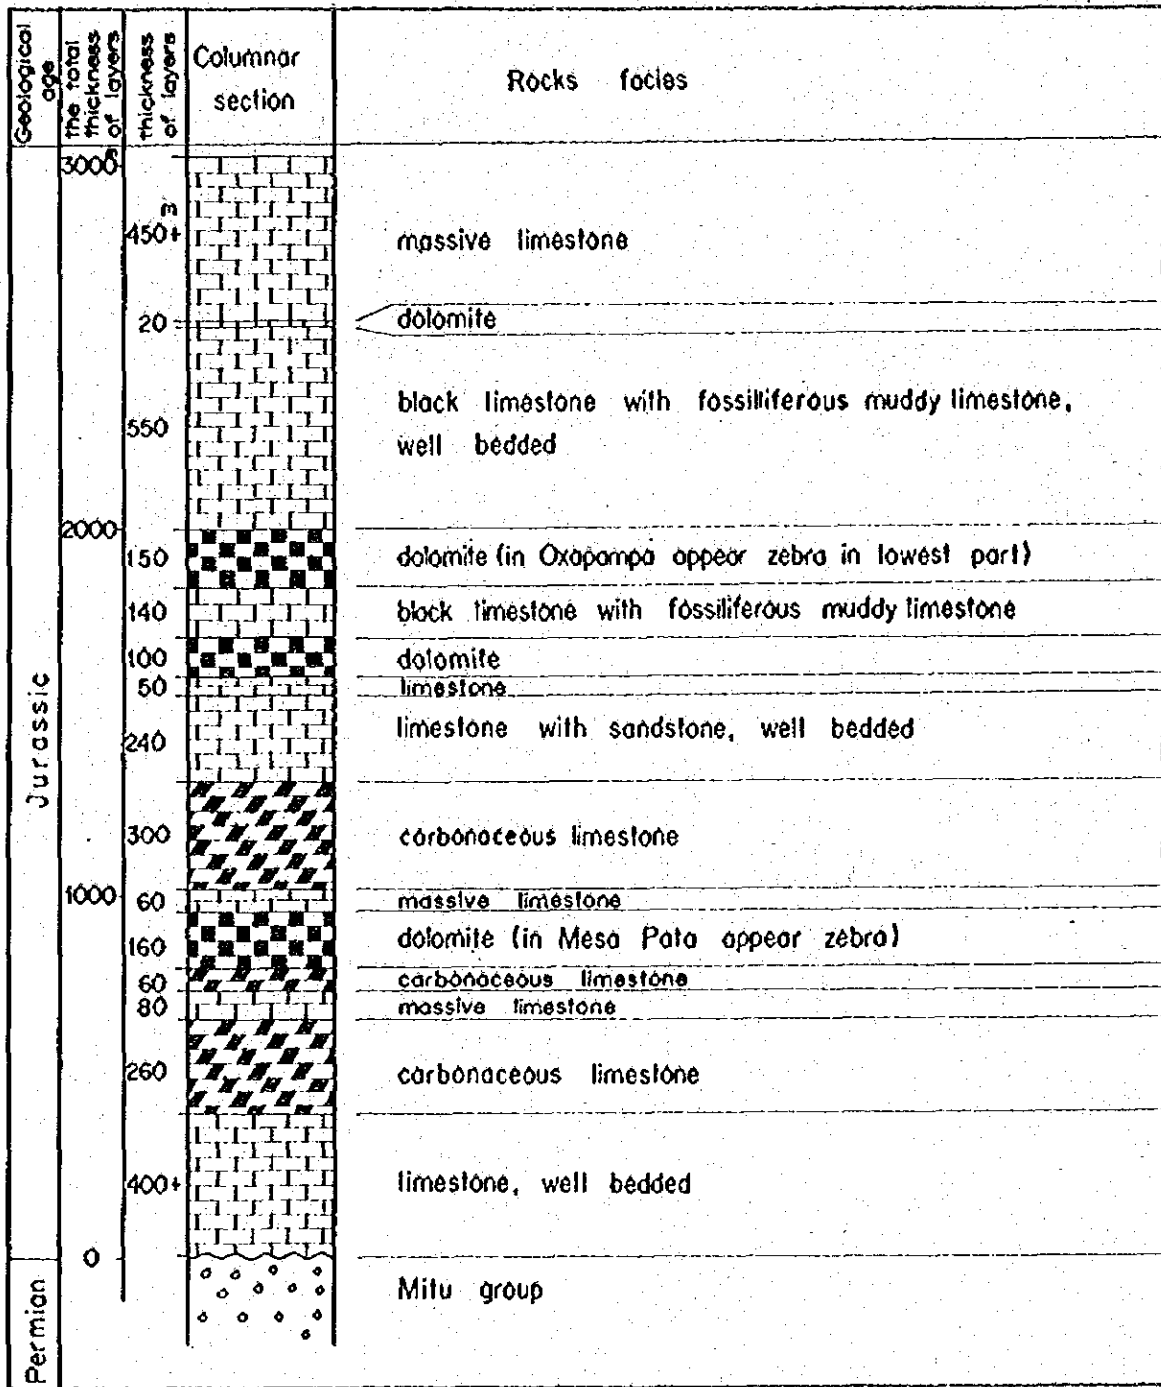 Geological age
the total thickness of layers
thickness of layers
Columnar section
Rocks facies
3000 m
450+ m
massive limestone
20
dolomite
550
black limestone with fossilliferous muddy limestone,
well bedded
2000
150
dolomite (in Oxapampa appear zebra in lowest part)
140
black limestone with fossiliferous muddy limestone
100
dolomite
50
limestone
240
limestone with sandstone, well bedded
Jurassic
300
carbonaceous limestone
1000
60
massive limestone
160
dolomite (in Mesa Pata appear zebra)
60
carbonaceous limestone
80
massive limestone
260
carbonaceous limestone
400+
limestone, well bedded
0
Permian
Mitu group